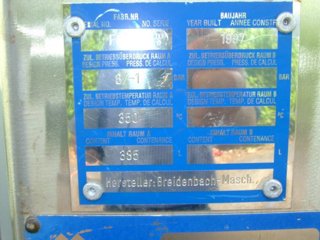 FABR.NR BAUJAHR
SERIAL NO. NO. SERIE YEAR BUILT ANNEE CONSTR.
1997
ZUL. BETRIEBSÜBERDRUCK RAUM A ZUL. BETRIEBSÜBERDRUCK RAUM B
DESIGN PRESS. PRESS. DE CALCUL DESIGN PRESS. PRESS. DE CALCUL
BAR BAR
ZUL. BETRIEBSTEMPERATUR RAUM A ZUL. BETRIEBSTEMPERATUR RAUM B
DESIGN TEMP. TEMP. DE CALCUL DESIGN TEMP. TEMP. DE CALCUL
350 °C °C
INHALT RAUM A INHALT RAUM B
CONTENT CONTENANCE CONTENT CONTENANCE
385 L L
Hersteller: Breidenbach-Masch.